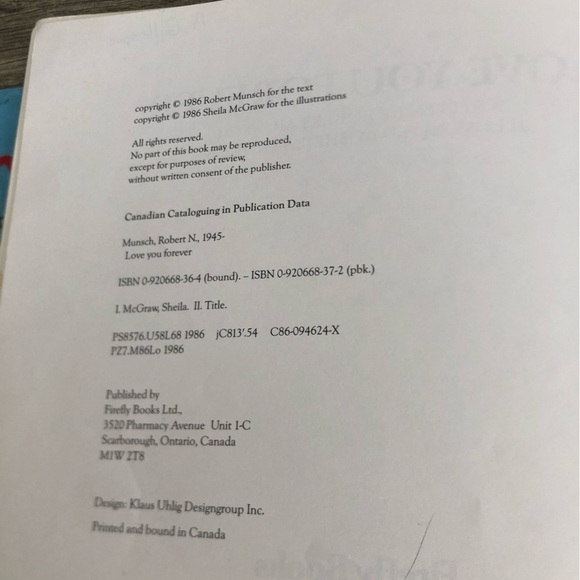 copyright © 1986 Robert Munsch for the text
copyright © 1986 Sheila McGraw for the illustrations
All rights reserved.
No part of this book may be reproduced,
except for purposes of review,
without written consent of the publisher.
Canadian Cataloguing in Publication Data
Munsch, Robert N., 1945-
Love you forever
ISBN 0-920668-36-4 (bound). – ISBN 0-920668-37-2 (pbk.)
I. McGraw, Sheila. II. Title.
PS8576.U58L68 1986 jC813'.54 C86-094624-X
PZ7.M86Lo 1986
Published by
Firefly Books Ltd.,
3520 Pharmacy Avenue Unit 1-C
Scarborough, Ontario, Canada
M1W 2T8
Design: Klaus Uhlig Designgroup Inc.
Printed and bound in Canada